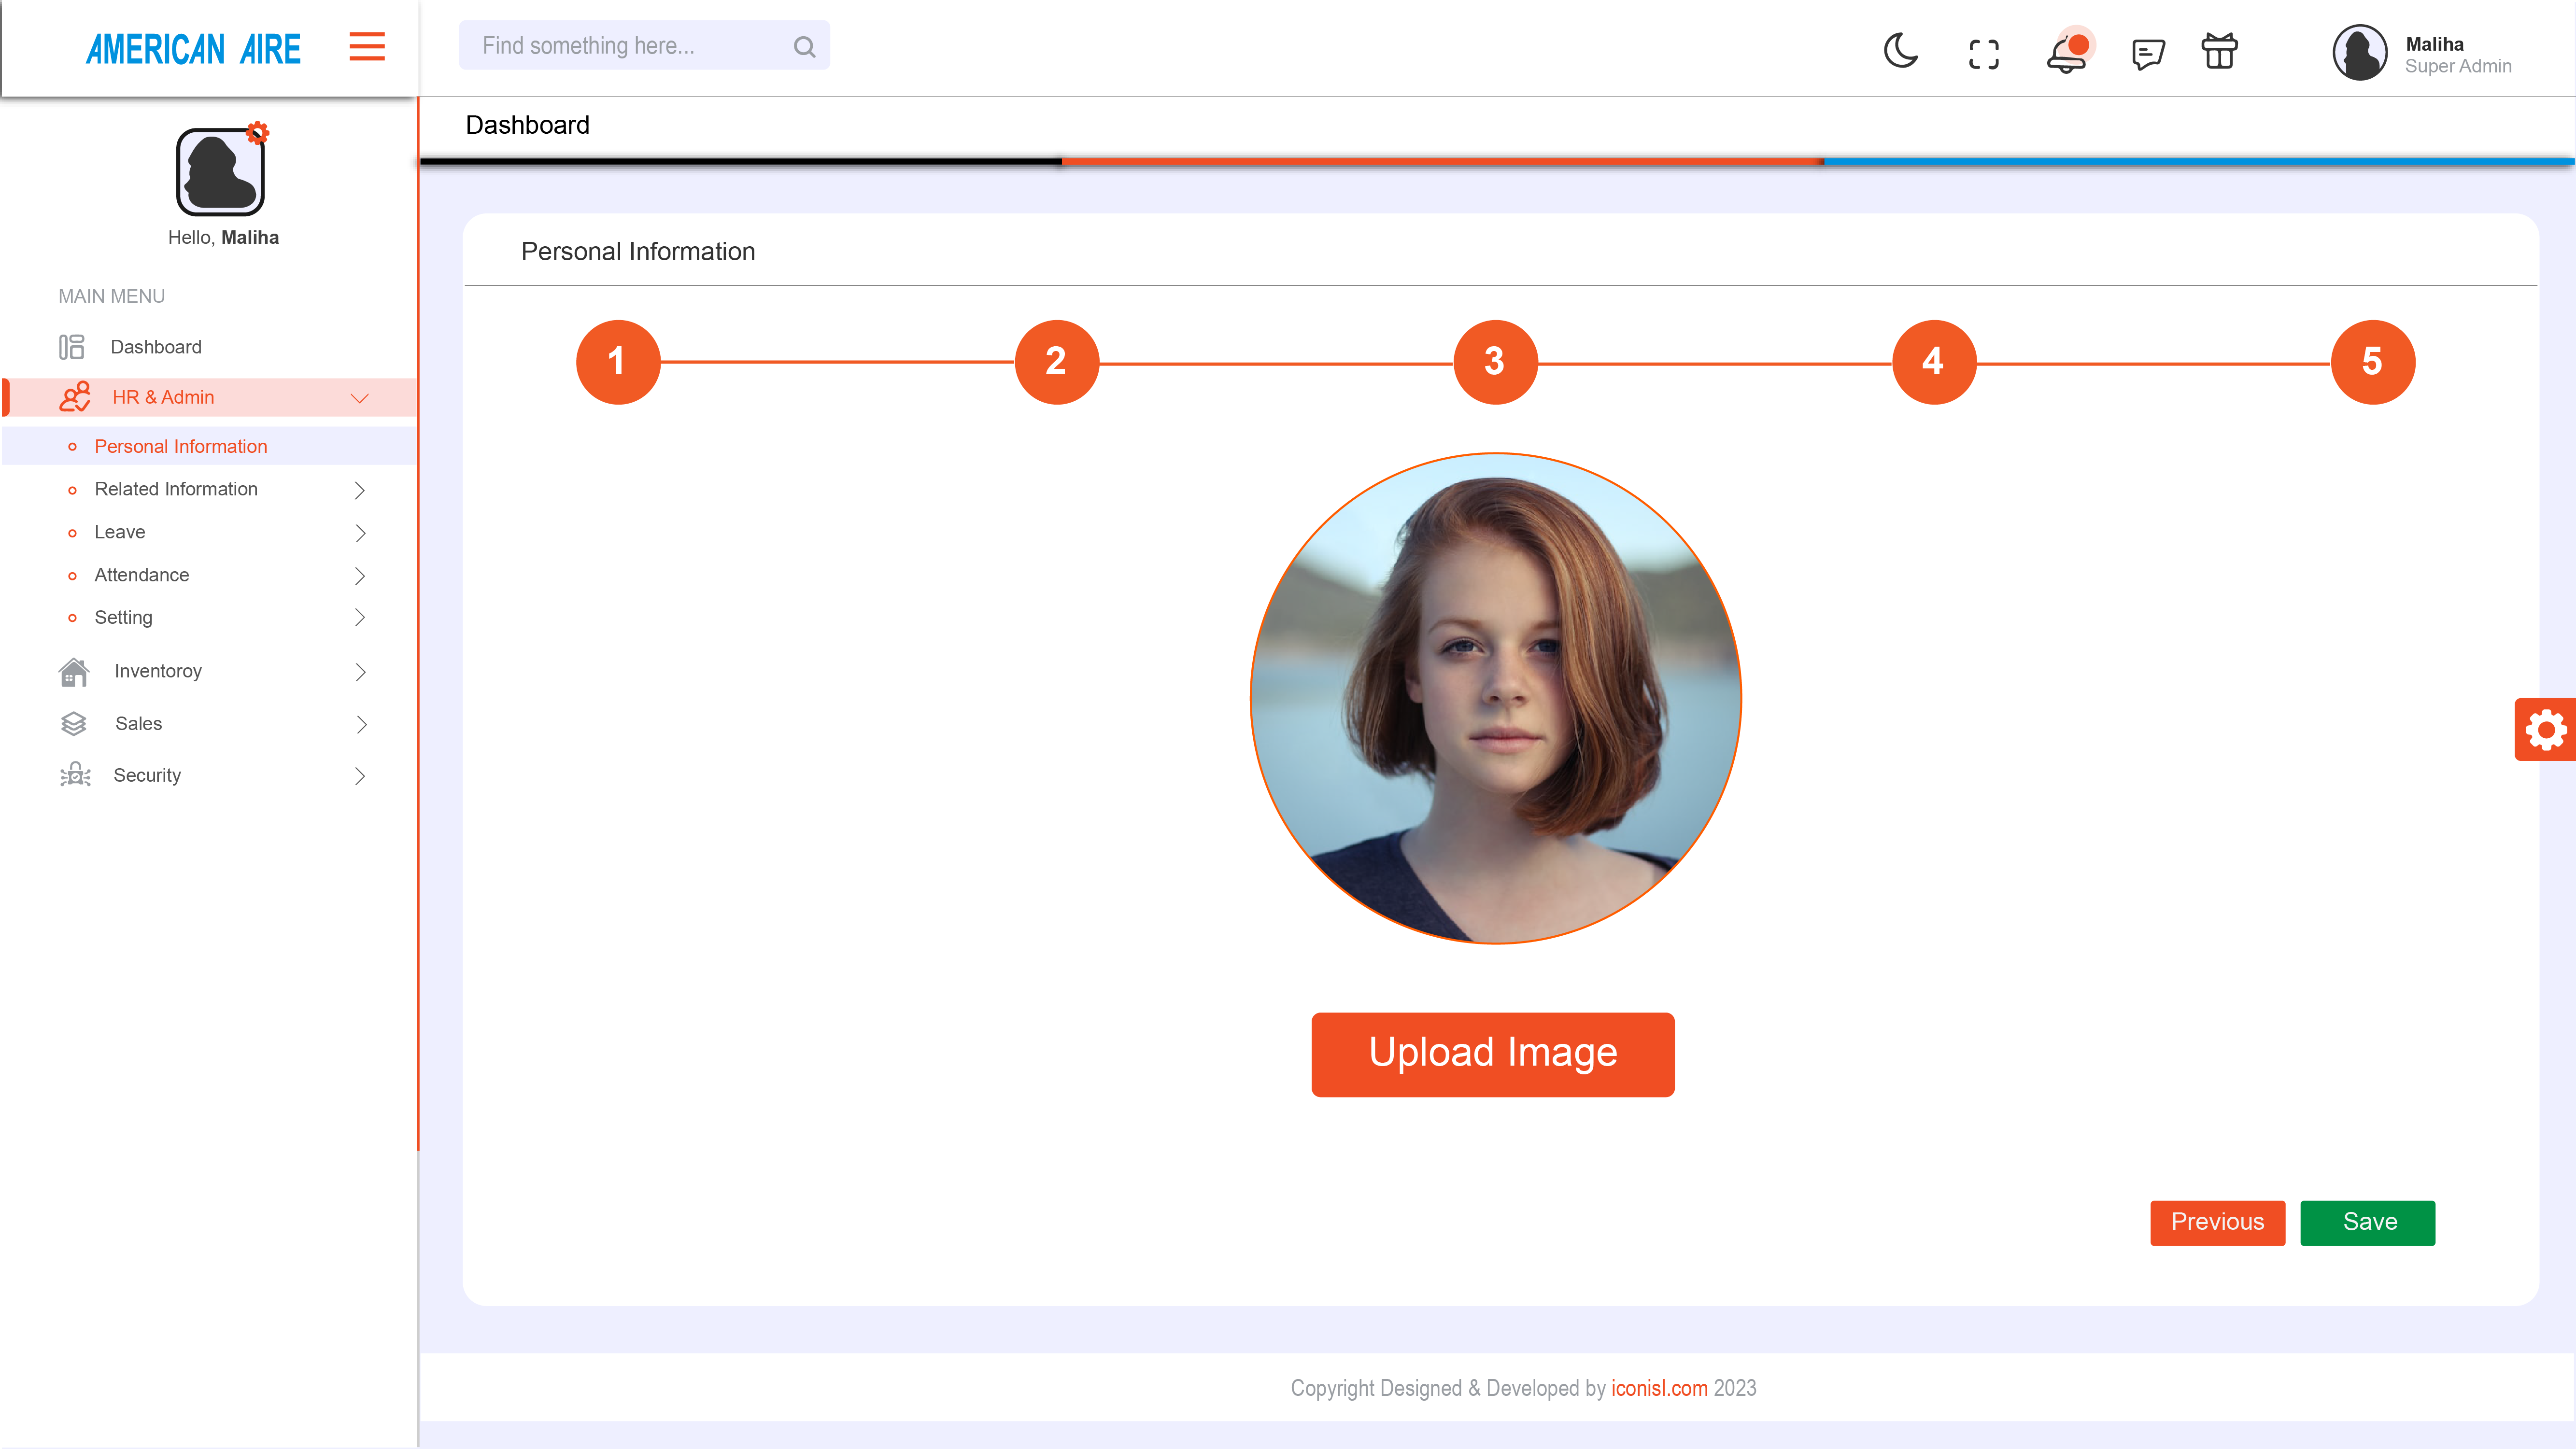 AMERICAN AIRE
Find something here...
Maliha
Super Admin
Dashboard
Hello, Maliha
MAIN MENU
Dashboard
HR & Admin
Personal Information
Related Information
Leave
Attendance
Setting
Inventoroy
Sales
Security
Personal Information
1 2 3 4 5
Upload Image
Previous Save
Copyright Designed & Developed by iconisl.com 2023